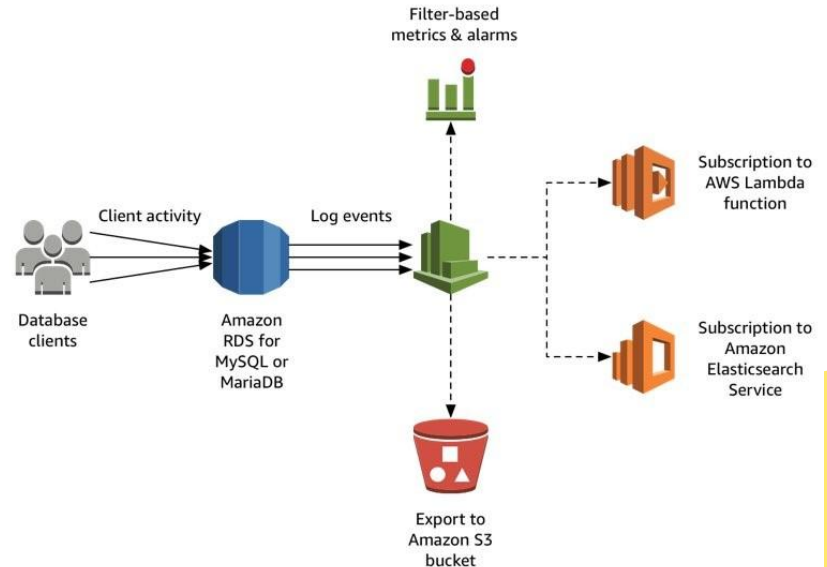 Filter-based
metrics & alarms
Client activity
Log events
Subscription to
AWS Lambda
function
Database
clients
Amazon
RDS for
MySQL or
MariaDB
Subscription to
Amazon
Elasticsearch
Service
Export to
Amazon S3
bucket